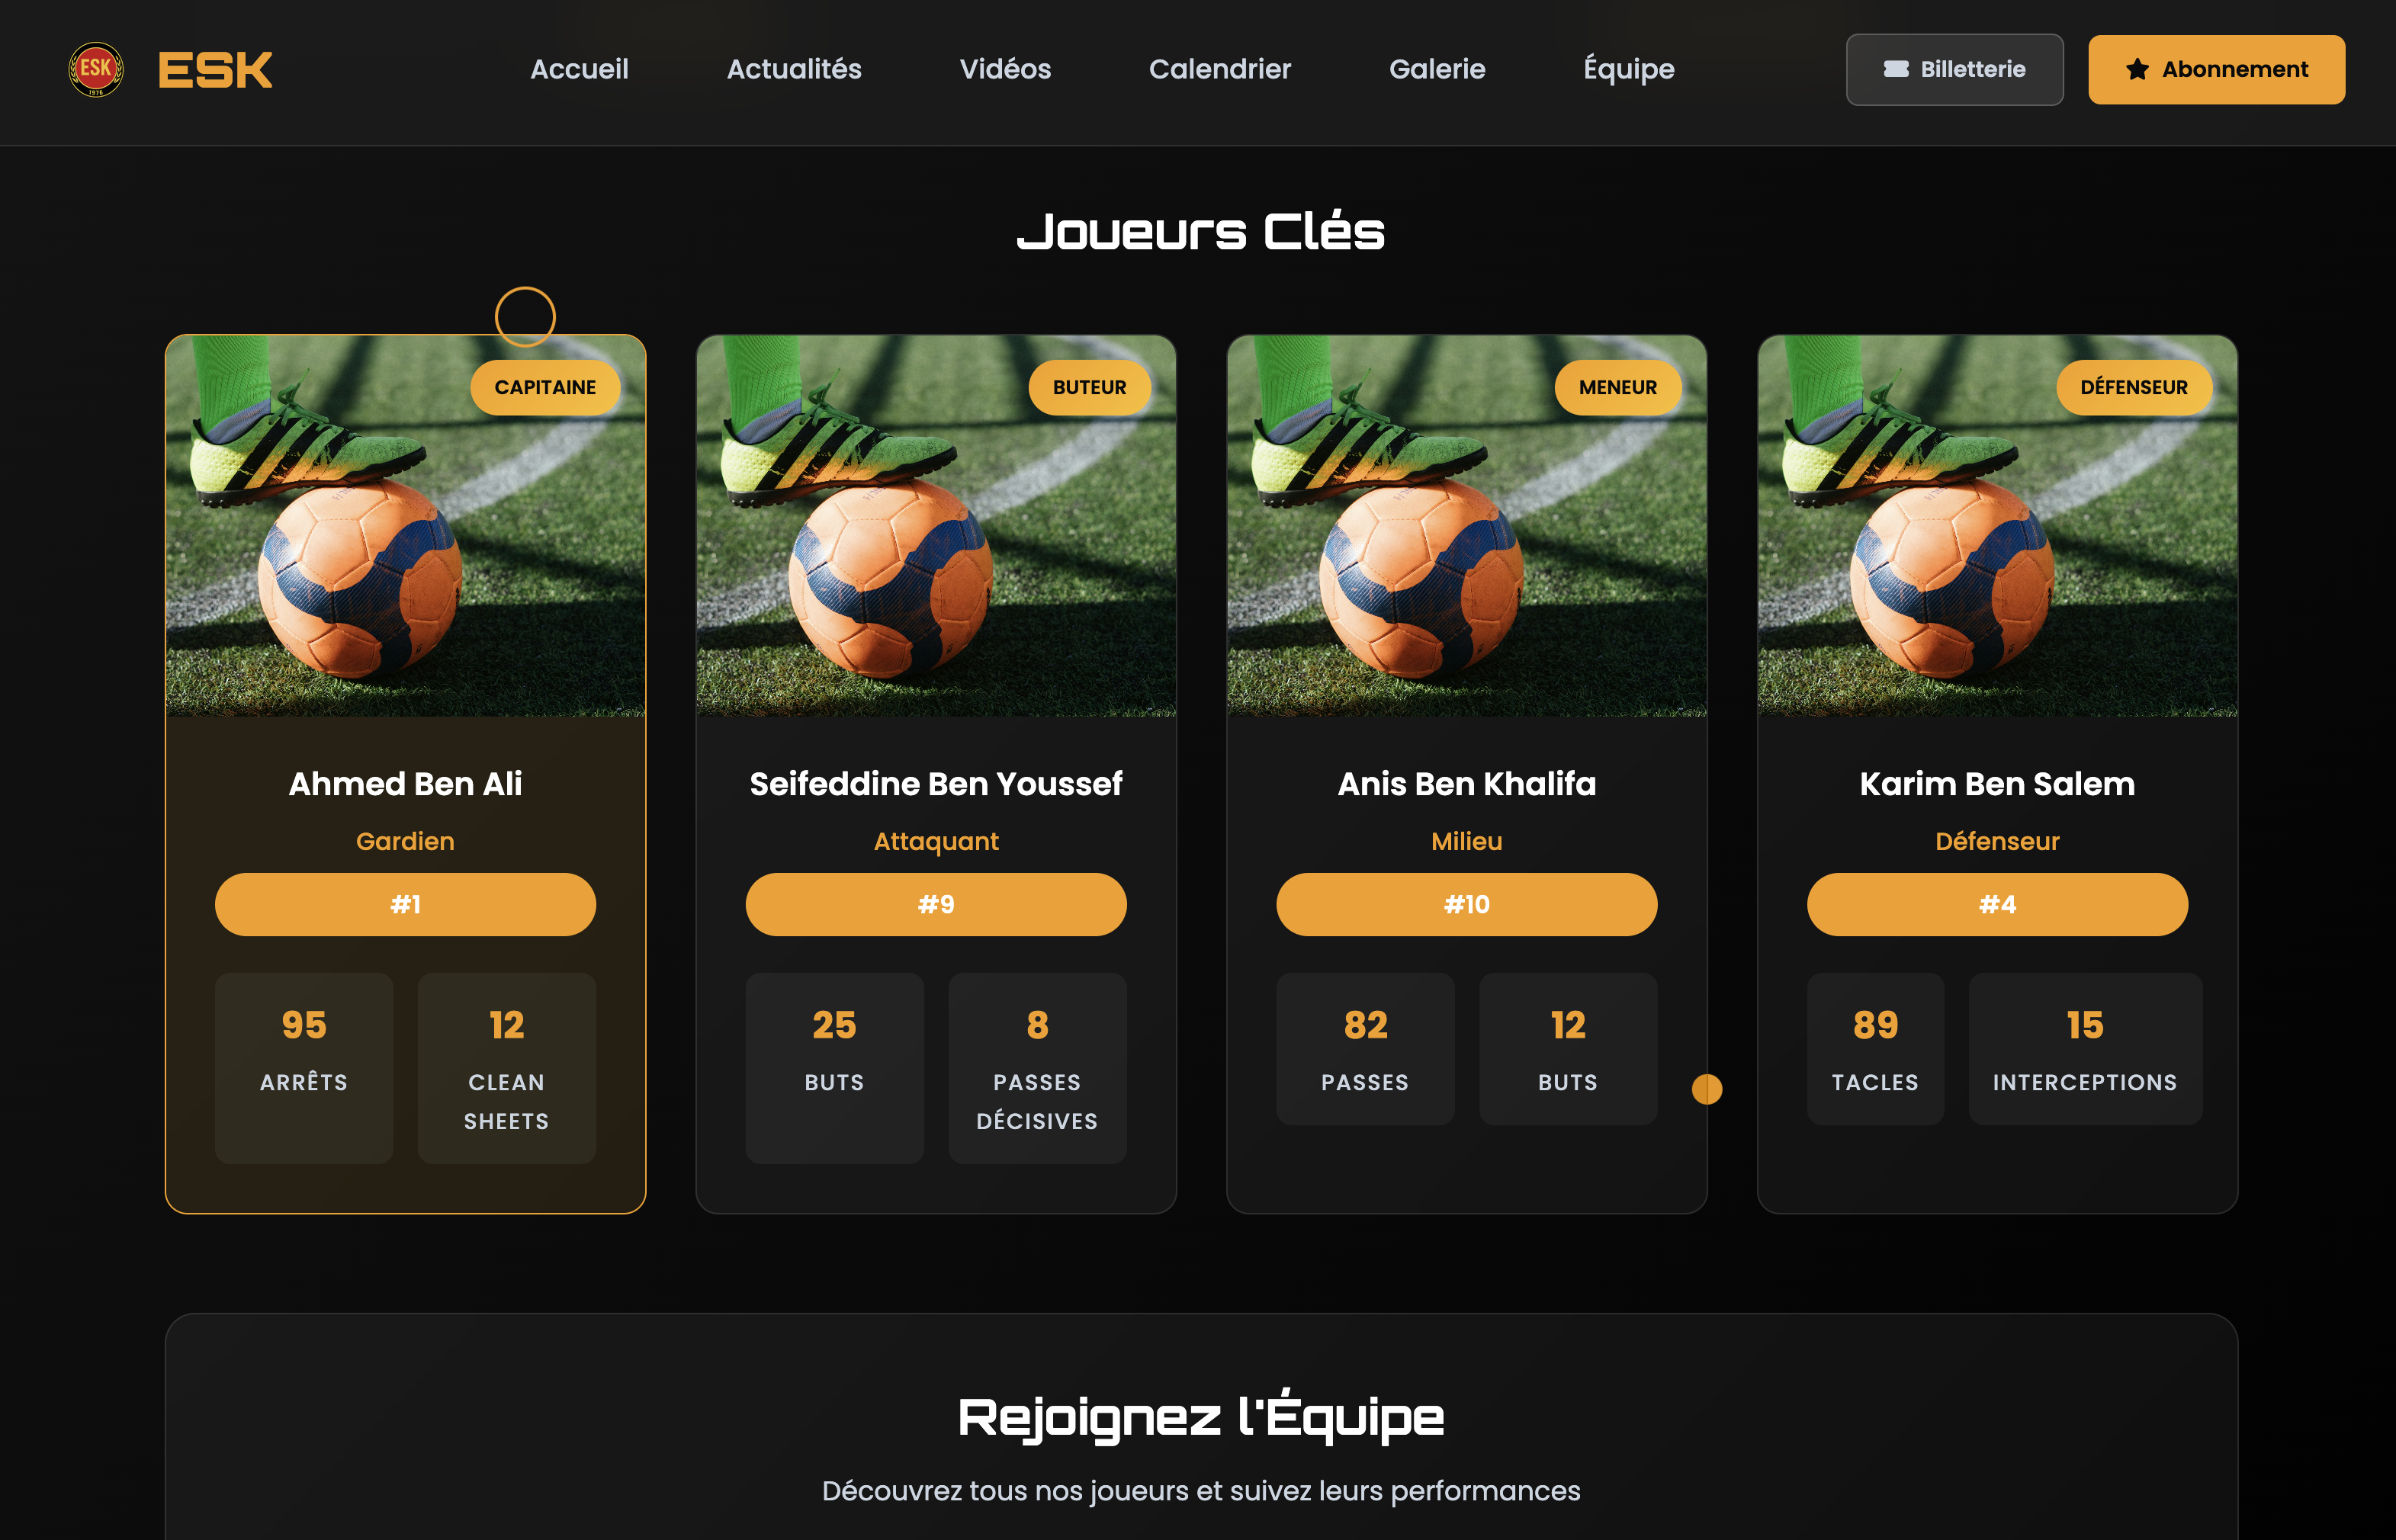 ESK
1976
ESK
Accueil
Actualités
Vidéos
Calendrier
Galerie
Équipe
Billetterie
Abonnement
Joueurs Clés
CAPITAINE
Ahmed Ben Ali
Gardien
#1
95
ARRÊTS
12
CLEAN
SHEETS
BUTEUR
Seifeddine Ben Youssef
Attaquant
#9
25
BUTS
8
PASSES
DÉCISIVES
MENEUR
Anis Ben Khalifa
Milieu
#10
82
PASSES
12
BUTS
DÉFENSEUR
Karim Ben Salem
Défenseur
#4
89
TACLES
15
INTERCEPTIONS
Rejoignez l'Équipe
Découvrez tous nos joueurs et suivez leurs performances